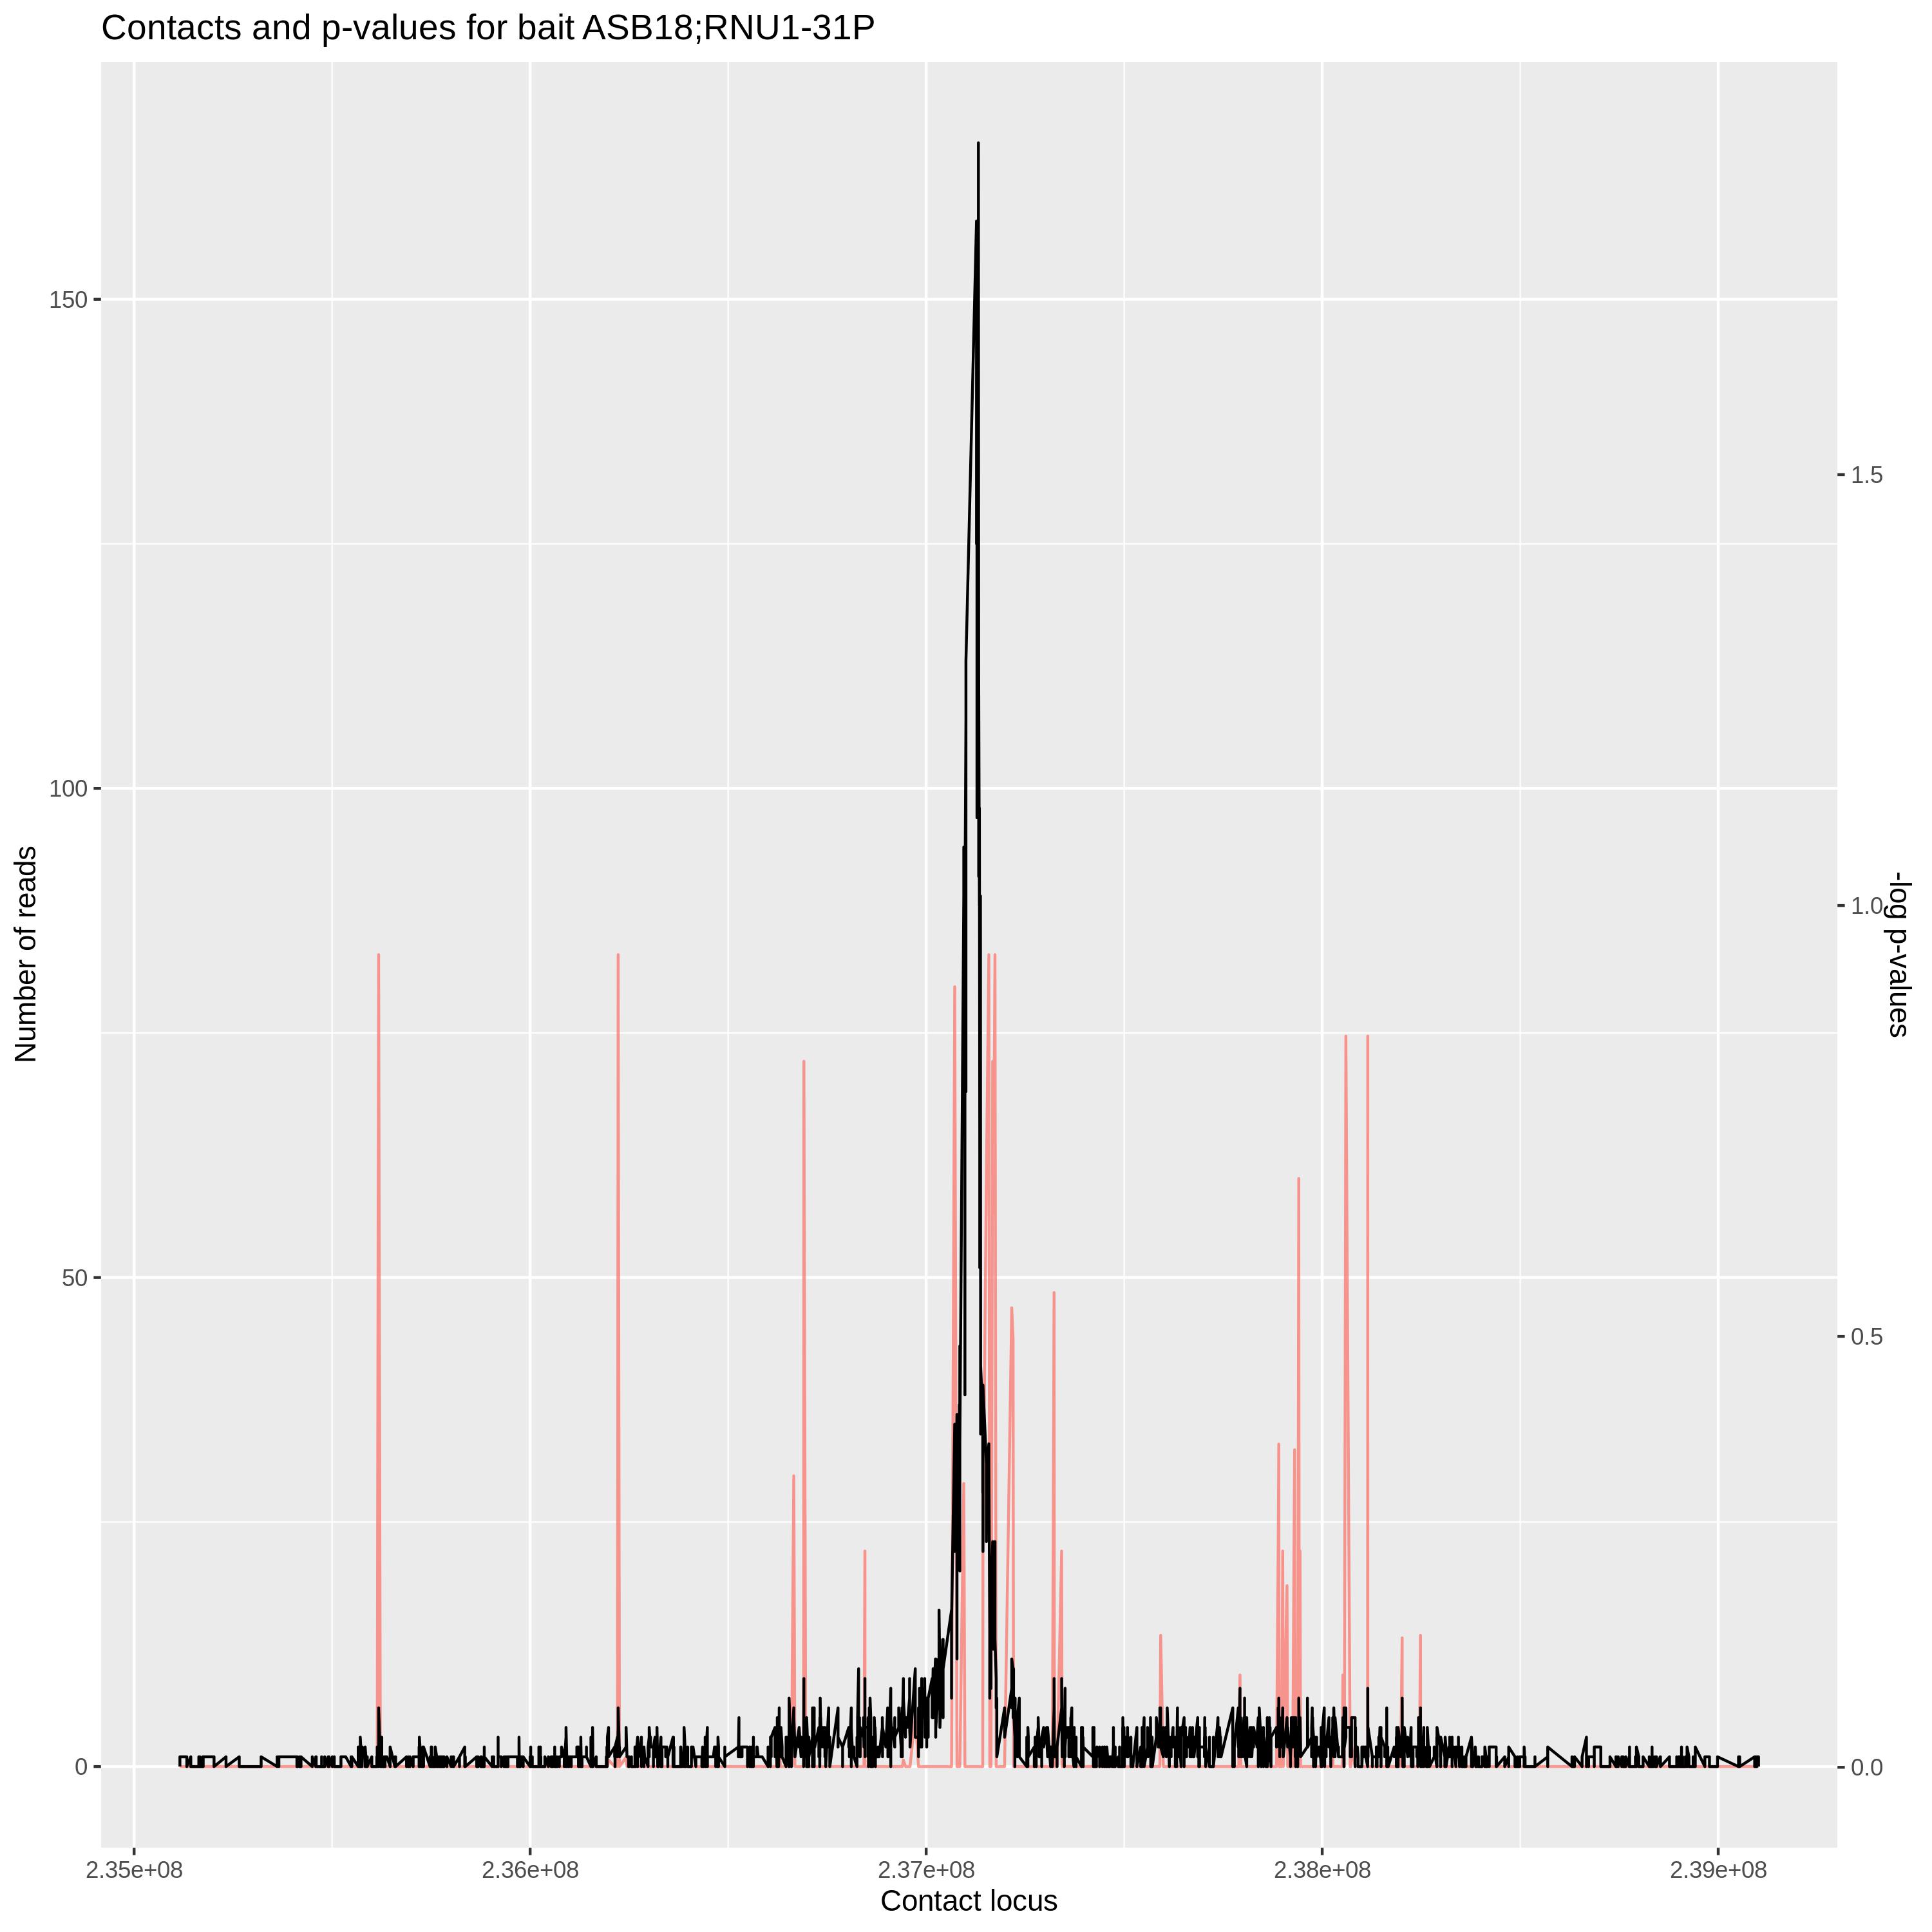 Contacts and p-values for bait ASB18;RNU1-31P
150
100
50
0
Number of reads
1.5
1.0
0.5
0.0
-log p-values
2.35e+08
2.36e+08
2.37e+08
2.38e+08
2.39e+08
Contact locus